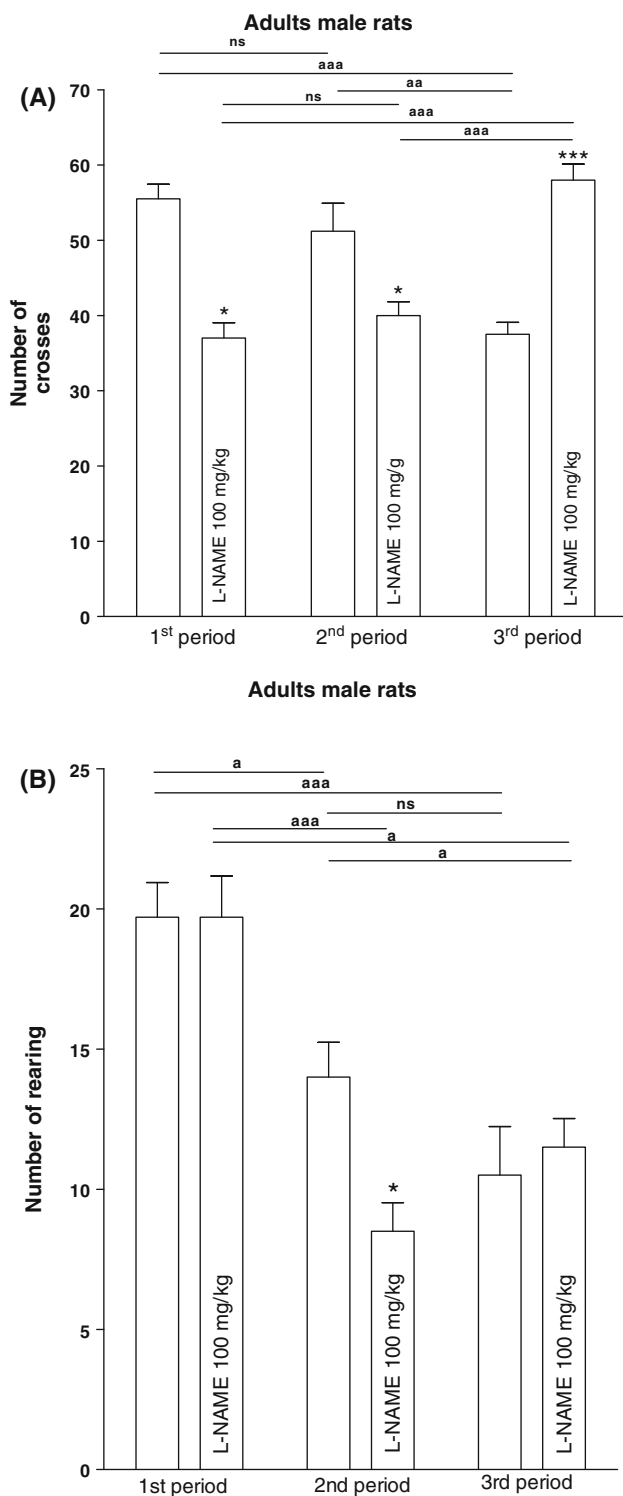 Adults male rats
ns
aaa
(A)
aa
ns
aaa
aaa
70
60
50
40
30
20
10
0
Number of
crosses
***
*
*
L-NAME 100 mg/kg
L-NAME 100 mg/g
L-NAME 100 mg/kg
1st period
2nd period
3rd period
Adults male rats
(B)
a
aaa
ns
aaa
a
a
25
20
15
10
5
0
Number of rearing
*
L-NAME 100 mg/kg
L-NAME 100 mg/kg
L-NAME 100 mg/kg
1st period
2nd period
3rd period